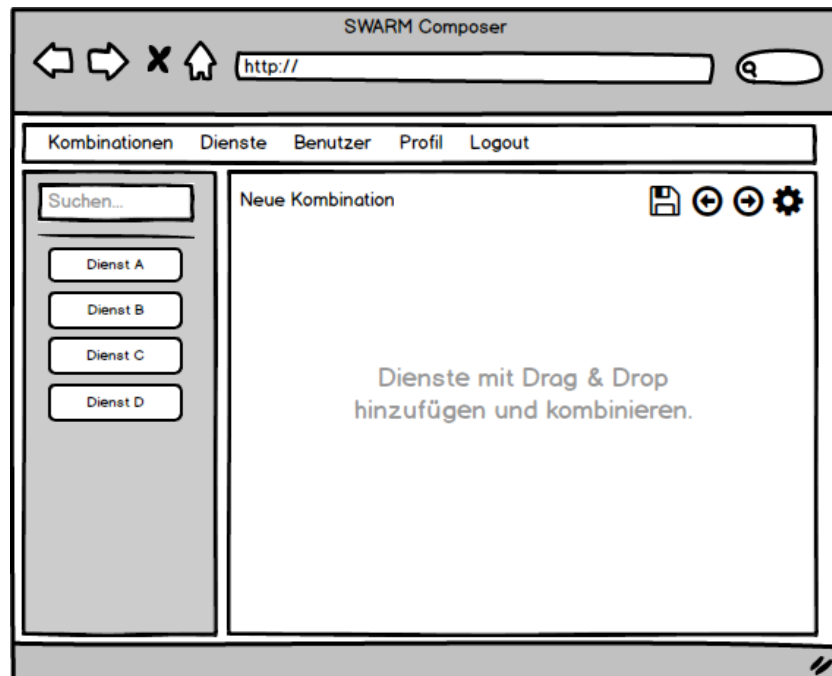 SWARM Composer
http://
Kombinationen Dienste Benutzer Profil Logout
Suchen...
Neue Kombination
Dienst A
Dienst B
Dienst C
Dienst D
Dienste mit Drag & Drop
hinzufügen und kombinieren.